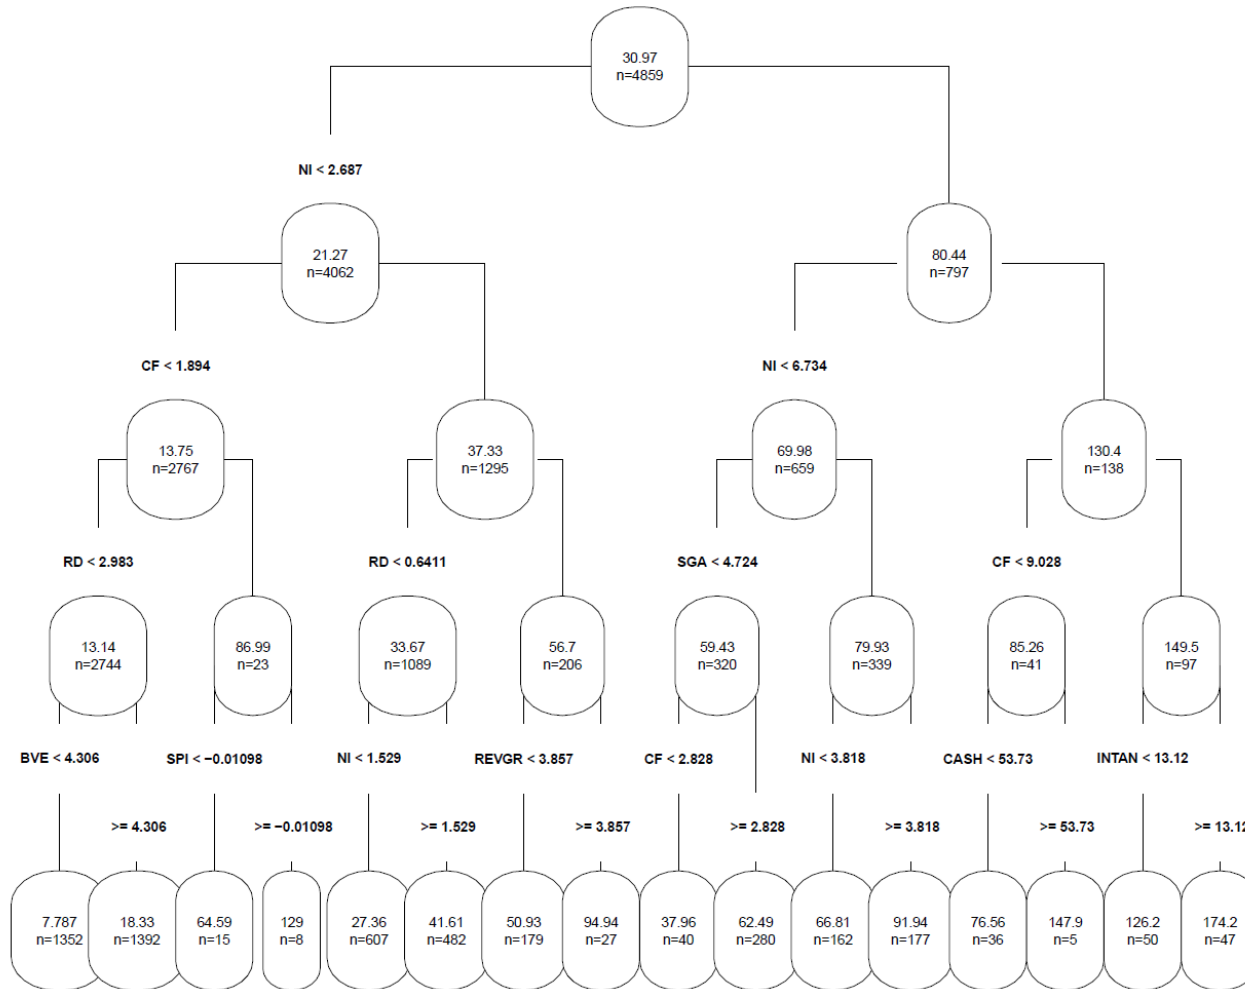 30.97
n=4859
NI < 2.687
21.27
n=4062
80.44
n=797
CF < 1.894
NI < 6.734
13.75
n=2767
37.33
n=1295
69.98
n=659
130.4
n=138
RD < 2.983
RD < 0.6411
SGA < 4.724
CF < 9.028
13.14
n=2744
86.99
n=23
33.67
n=1089
56.7
n=206
59.43
n=320
79.93
n=339
85.26
n=41
149.5
n=97
BVE < 4.306
SPI < −0.01098
NI < 1.529
REVGR < 3.857
CF < 2.828
NI < 3.818
CASH < 53.73
INTAN < 13.12
>= 4.306
>= −0.01098
>= 1.529
>= 3.857
>= 2.828
>= 3.818
>= 53.73
>= 13.12
7.787
n=1352
18.33
n=1392
64.59
n=15
129
n=8
27.36
n=607
41.61
n=482
50.93
n=179
94.94
n=27
37.96
n=40
62.49
n=280
66.81
n=162
91.94
n=177
76.56
n=36
147.9
n=5
126.2
n=50
174.2
n=47